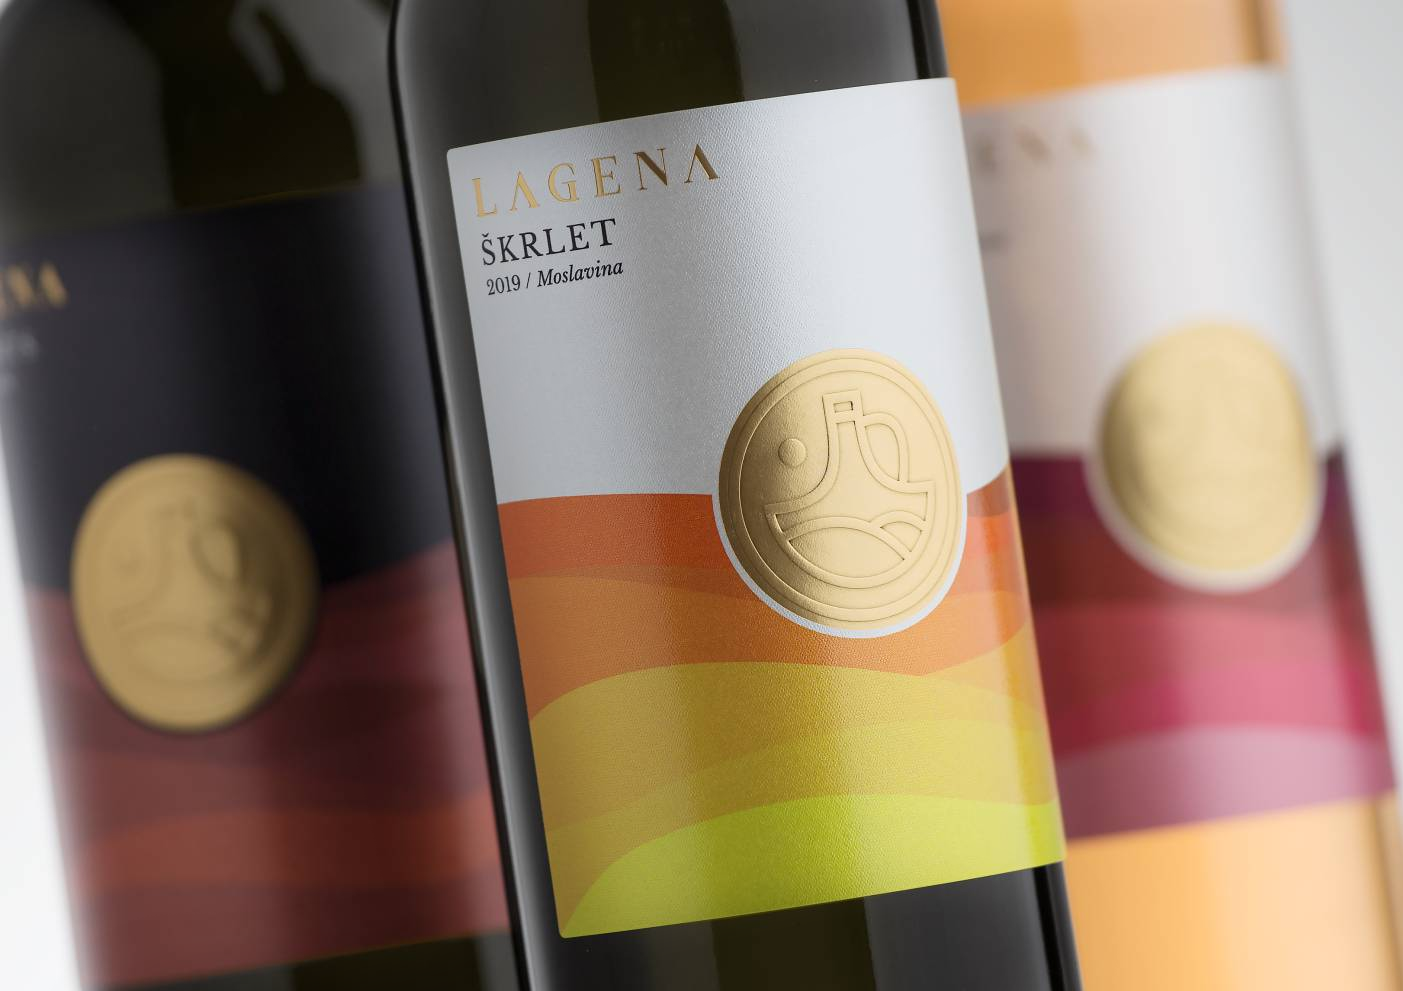 LAGENA
ŠKRLET
2019 / Moslavina